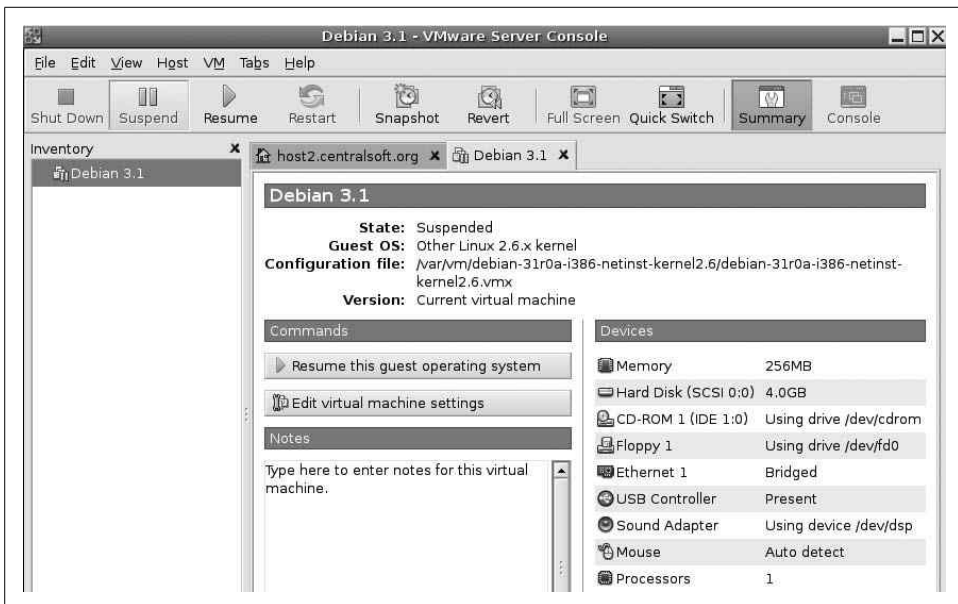 Debian 3.1 - VMware Server Console
File Edit View Host VM Tabs Help
Shut Down Suspend Resume Restart Snapshot Revert Full Screen Quick Switch Summary Console
Inventory
Debian 3.1
host2.centralsoft.org Debian 3.1
Debian 3.1
State: Suspended
Guest OS: Other Linux 2.6.x kernel
Configuration file: /var/vm/debian-31r0a-i386-netinst-kernel2.6/debian-31r0a-i386-netinst-
kernel2.6.vmx
Version: Current virtual machine
Commands
Resume this guest operating system
Edit virtual machine settings
Notes
Type here to enter notes for this virtual
machine.
Devices
Memory 256MB
Hard Disk (SCSI 0:0) 4.0GB
CD-ROM 1 (IDE 1:0) Using drive /dev/cdrom
Floppy 1 Using drive /dev/fd0
Ethernet 1 Bridged
USB Controller Present
Sound Adapter Using device /dev/dsp
Mouse Auto detect
Processors 1